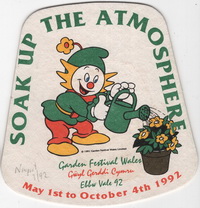 SOAK UP THE ATMOSPHERE
Garden Festival Wales
Gŵyl Gerddi Cymru
Ebbw Vale 92
May 1st to October 4th 1992